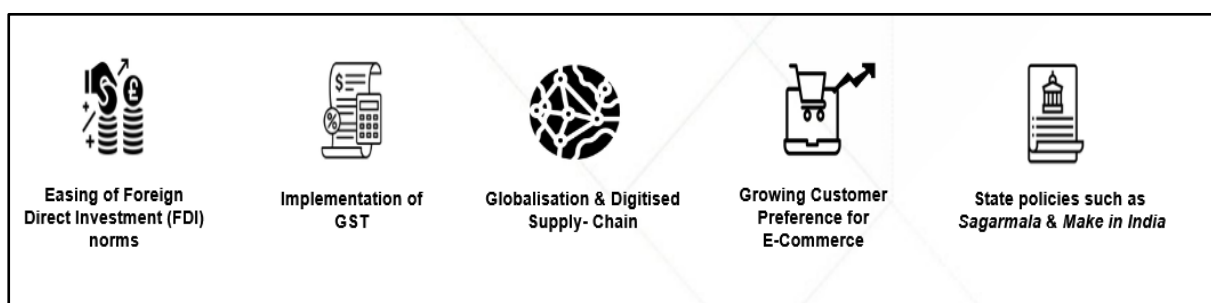 Easing of Foreign
Direct Investment (FDI)
norms
Implementation of
GST
Globalisation & Digitised
Supply- Chain
Growing Customer
Preference for
E-Commerce
State policies such as
Sagarmala & Make in India